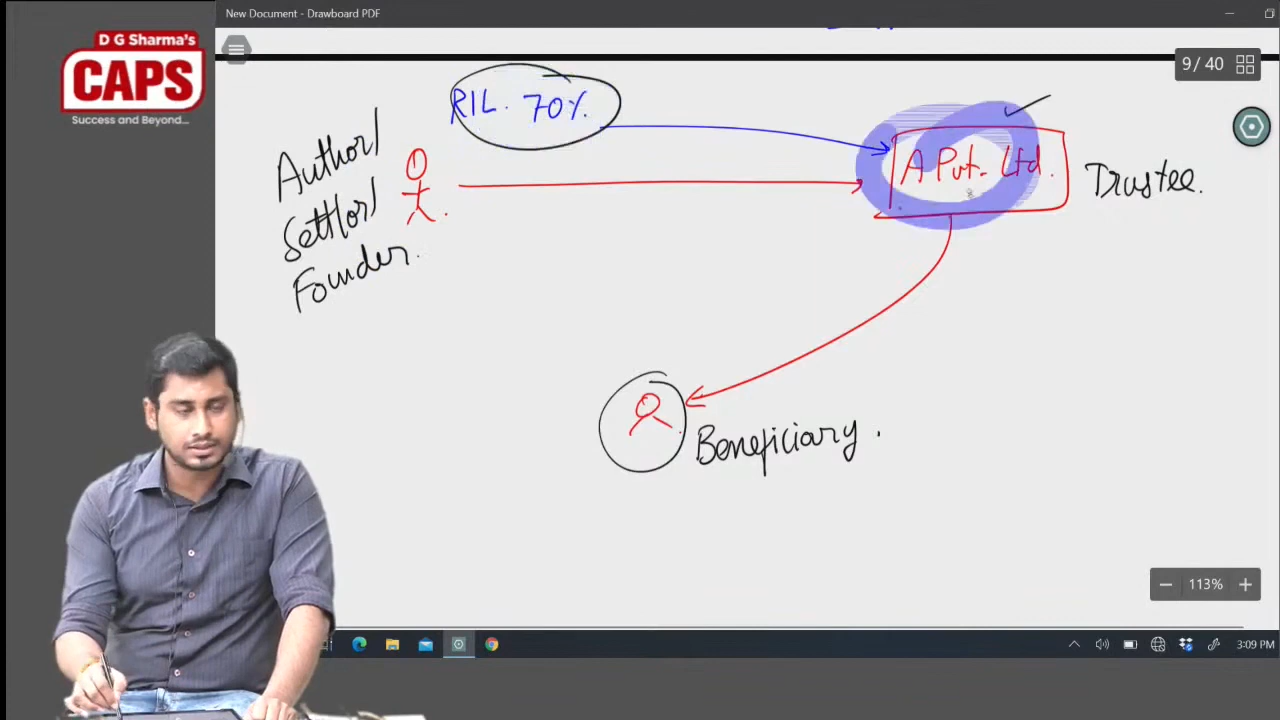 New Document - Drawboard PDF
D G Sharma's
CAPS
Success and Beyond...
9 / 40
RIL. 70%.
Author/
Settlor/
Founder.
A Pvt. Ltd.
Trustee.
Beneficiary.
113%
3:09 PM